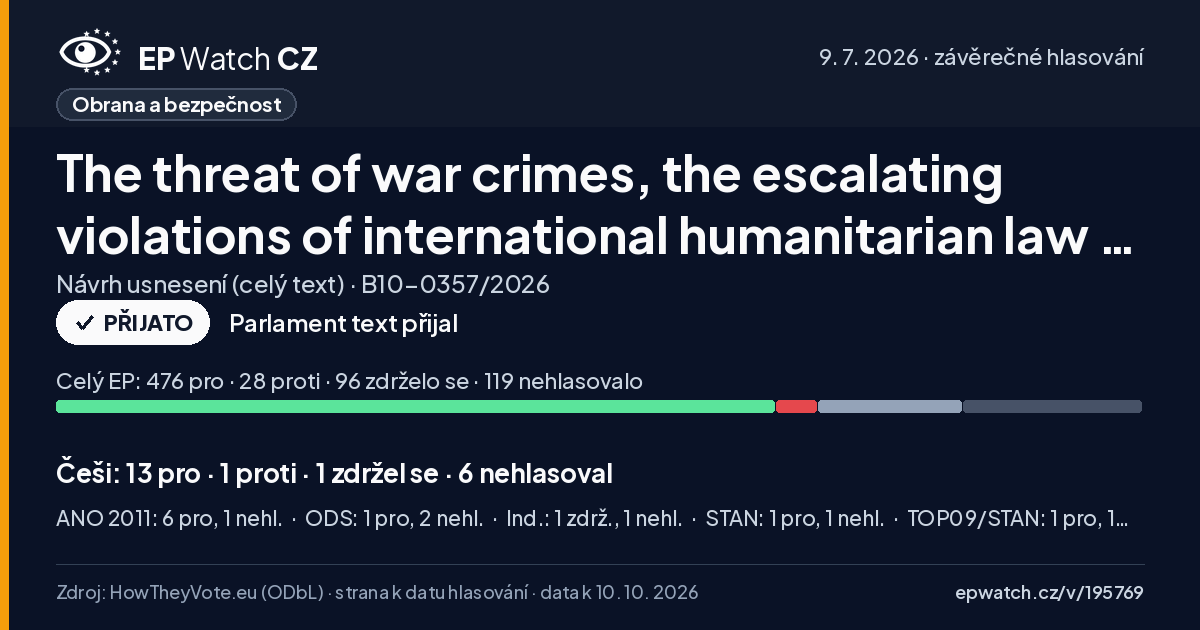 EP Watch CZ
9. 7. 2026 · závěrečné hlasování
Obrana a bezpečnost
The threat of war crimes, the escalating
violations of international humanitarian law …
Návrh usnesení (celý text) · B10–0357/2026
✓ PŘIJATO Parlament text přijal
Celý EP: 476 pro · 28 proti · 96 zdrželo se · 119 nehlasovalo
Češi: 13 pro · 1 proti · 1 zdržel se · 6 nehlasoval
ANO 2011: 6 pro, 1 nehl. · ODS: 1 pro, 2 nehl. · Ind.: 1 zdrž., 1 nehl. · STAN: 1 pro, 1 nehl. · TOP09/STAN: 1 pro, 1…
Zdroj: HowTheyVote.eu (ODbL) · strana k datu hlasování · data k 10. 10. 2026
epwatch.cz/v/195769